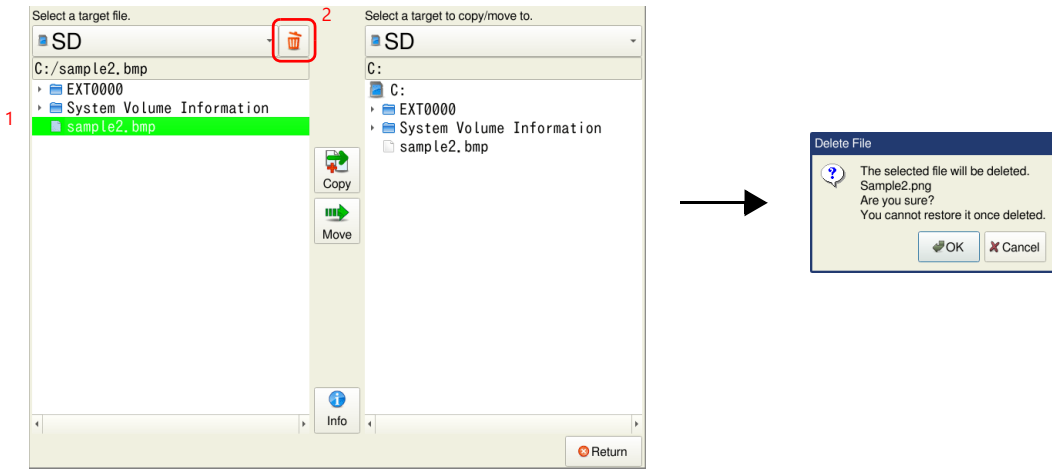 Select a target file.
2
Select a target to copy/move to.
SD
SD
C:/sample2.bmp
C:
EXT0000
System Volume Information
1
sample2.bmp
C:
EXT0000
System Volume Information
sample2.bmp
Copy
Move
Info
Return
Delete File
The selected file will be deleted.
Sample2.png
Are you sure?
You cannot restore it once deleted.
OK
Cancel